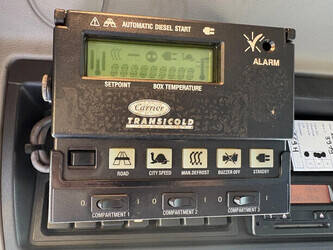 AUTOMATIC DIESEL START
ALARM
SETPOINT BOX TEMPERATURE
Carrier
TRANSICOLD
ROAD CITY SPEED MAN.DEFROST BUZZER OFF STANDBY
O I O I O I
COMPARTMENT 1 COMPARTMENT 2 COMPARTMENT 3